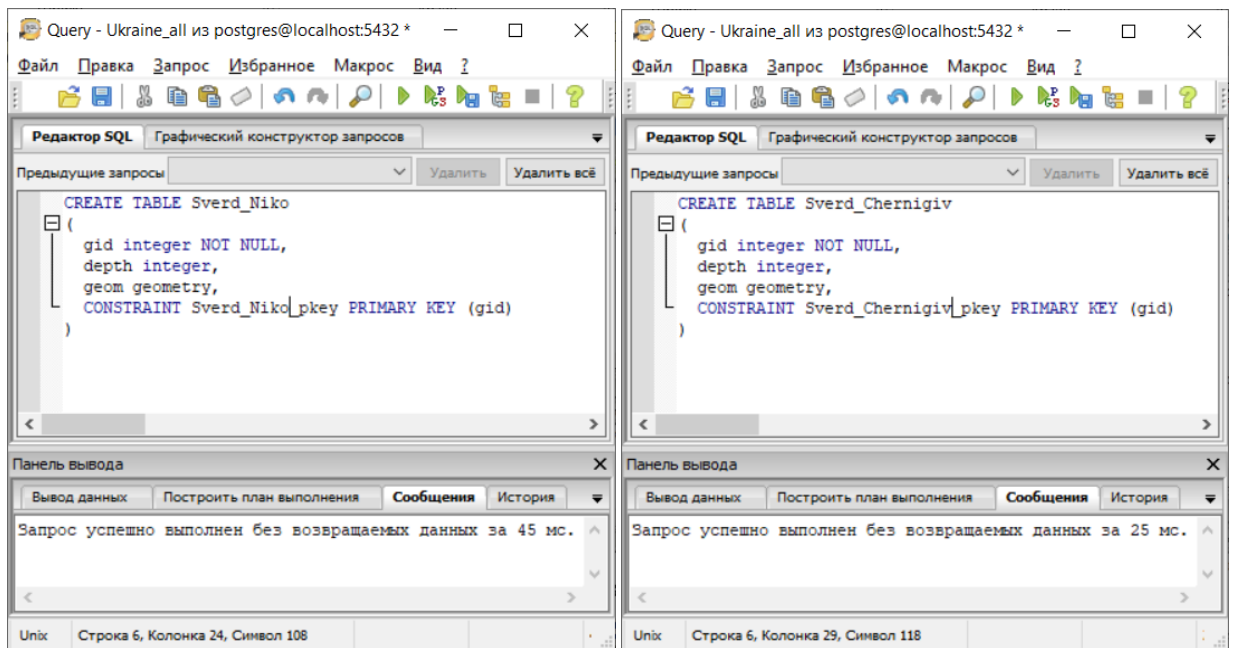 Query - Ukraine_all из postgres@localhost:5432 *
Файл Правка Запрос Избранное Макрос Вид ?
Редактор SQL Графический конструктор запросов
Предыдущие запросы Удалить Удалить всё
CREATE TABLE Sverd_Niko
(
gid integer NOT NULL,
depth integer,
geom geometry,
CONSTRAINT Sverd_Niko_pkey PRIMARY KEY (gid)
)
Панель вывода
Вывод данных Построить план выполнения Сообщения История
Запрос успешно выполнен без возвращаемых данных за 45 мс.
Unix Строка 6, Колонка 24, Символ 108
Query - Ukraine_all из postgres@localhost:5432 *
Файл Правка Запрос Избранное Макрос Вид ?
Редактор SQL Графический конструктор запросов
Предыдущие запросы Удалить Удалить всё
CREATE TABLE Sverd_Chernigiv
(
gid integer NOT NULL,
depth integer,
geom geometry,
CONSTRAINT Sverd_Chernigiv_pkey PRIMARY KEY (gid)
)
Панель вывода
Вывод данных Построить план выполнения Сообщения История
Запрос успешно выполнен без возвращаемых данных за 25 мс.
Unix Строка 6, Колонка 29, Символ 118